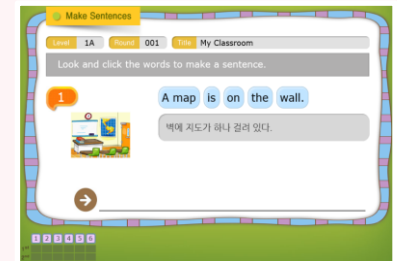 Make Sentences
Level 1A Round 001 Title My Classroom
Look and click the words to make a sentence.
1
A map is on the wall.
벽에 지도가 하나 걸려 있다.
1 2 3 4 5 6